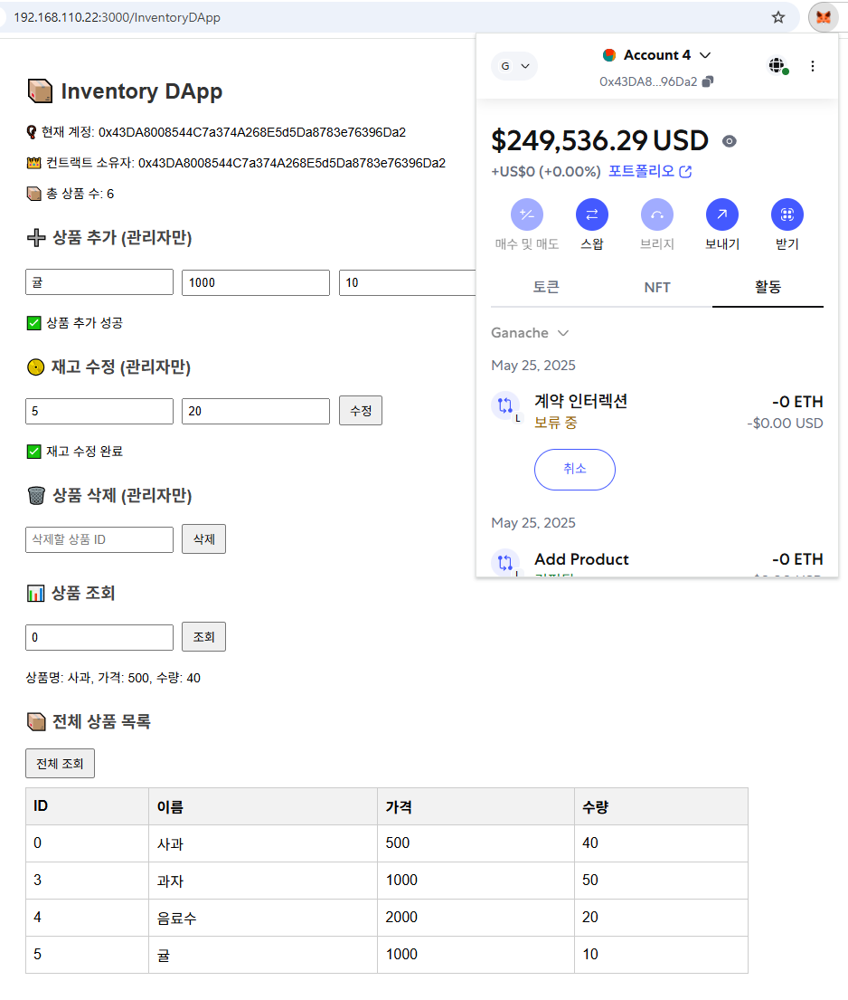 192.168.110.22:3000/InventoryDApp
Inventory DApp
현재 계정: 0x43DA8008544C7a374A268E5d5Da8783e76396Da2
컨트랙트 소유자: 0x43DA8008544C7a374A268E5d5Da8783e76396Da2
총 상품 수: 6
상품 추가 (관리자만)
귤 1000 10
상품 추가 성공
재고 수정 (관리자만)
5 20 수정
재고 수정 완료
상품 삭제 (관리자만)
삭제할 상품 ID 삭제
상품 조회
0 조회
상품명: 사과, 가격: 500, 수량: 40
전체 상품 목록
전체 조회
ID 이름 가격 수량
0 사과 500 40
3 과자 1000 50
4 음료수 2000 20
5 귤 1000 10
G Account 4
0x43DA8...96Da2
$249,536.29 USD
+US$0 (+0.00%) 포트폴리오
매수 및 매도 스왑 브리지 보내기 받기
토큰 NFT 활동
Ganache
May 25, 2025
계약 인터렉션 -0 ETH
L 보류 중 -$0.00 USD
취소
May 25, 2025
Add Product -0 ETH